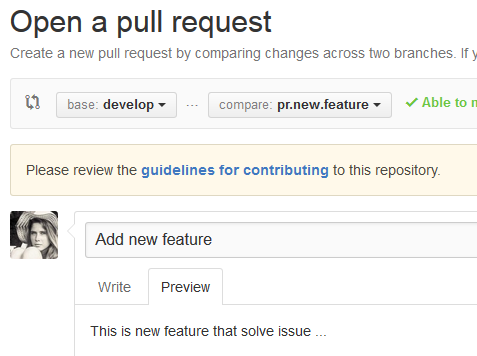 Open a pull request
Create a new pull request by comparing changes across two branches. If
base: develop ... compare: pr.new.feature Able to
Please review the guidelines for contributing to this repository.
Add new feature
Write Preview
This is new feature that solve issue ...